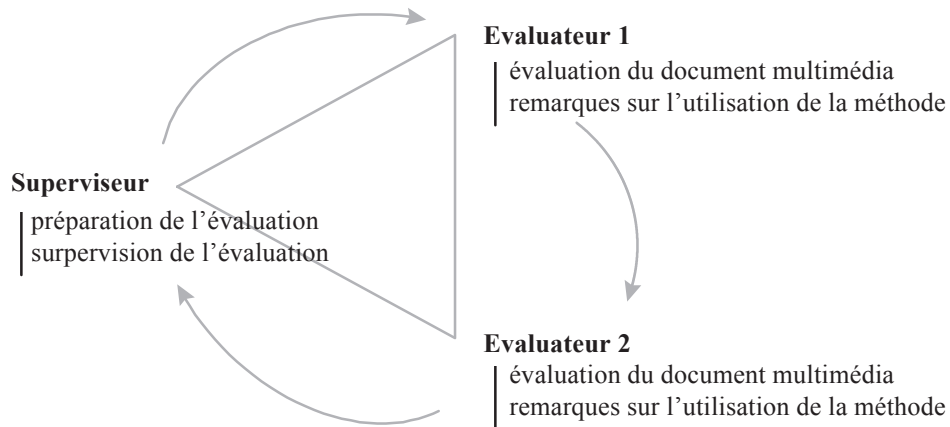 Evaluateur 1
évaluation du document multimédia
remarques sur l’utilisation de la méthode
Superviseur
préparation de l’évaluation
surpervision de l’évaluation
Evaluateur 2
évaluation du document multimédia
remarques sur l’utilisation de la méthode